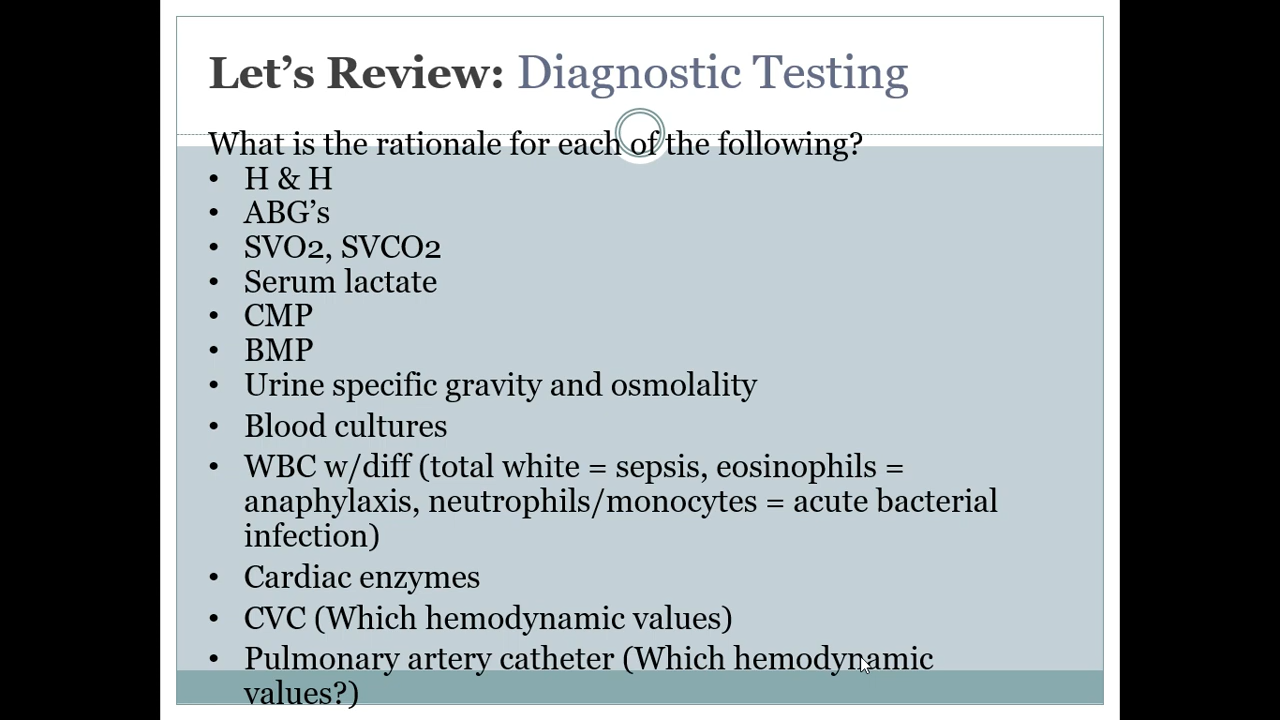 Let's Review: Diagnostic Testing
What is the rationale for each of the following?
• H & H
• ABG's
• SVO2, SVCO2
• Serum lactate
• CMP
• BMP
• Urine specific gravity and osmolality
• Blood cultures
• WBC w/diff (total white = sepsis, eosinophils =
anaphylaxis, neutrophils/monocytes = acute bacterial
infection)
• Cardiac enzymes
• CVC (Which hemodynamic values)
• Pulmonary artery catheter (Which hemodynamic
values?)